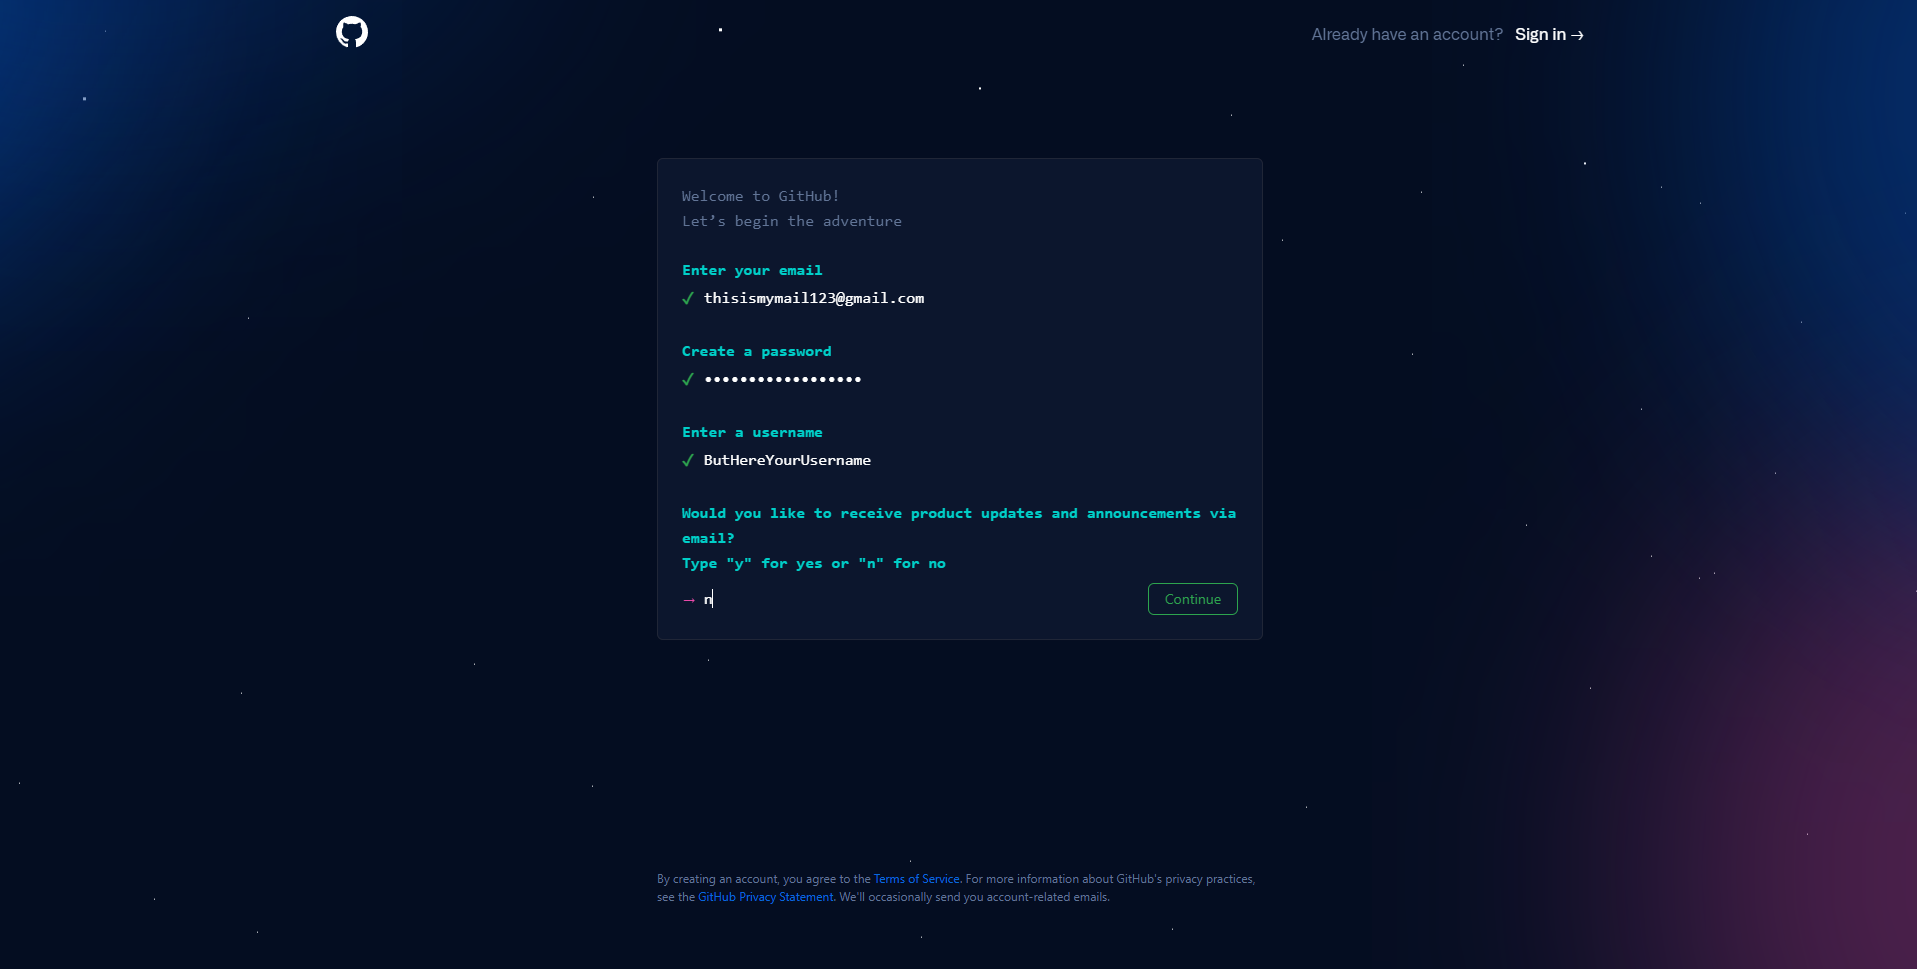 Already have an account? Sign in →
Welcome to GitHub!
Let’s begin the adventure
Enter your email
✓ thisismymail123@gmail.com
Create a password
✓ ••••••••••••••••••
Enter a username
✓ ButHereYourUsername
Would you like to receive product updates and announcements via
email?
Type "y" for yes or "n" for no
→ n
Continue
By creating an account, you agree to the Terms of Service. For more information about GitHub's privacy practices,
see the GitHub Privacy Statement. We'll occasionally send you account-related emails.